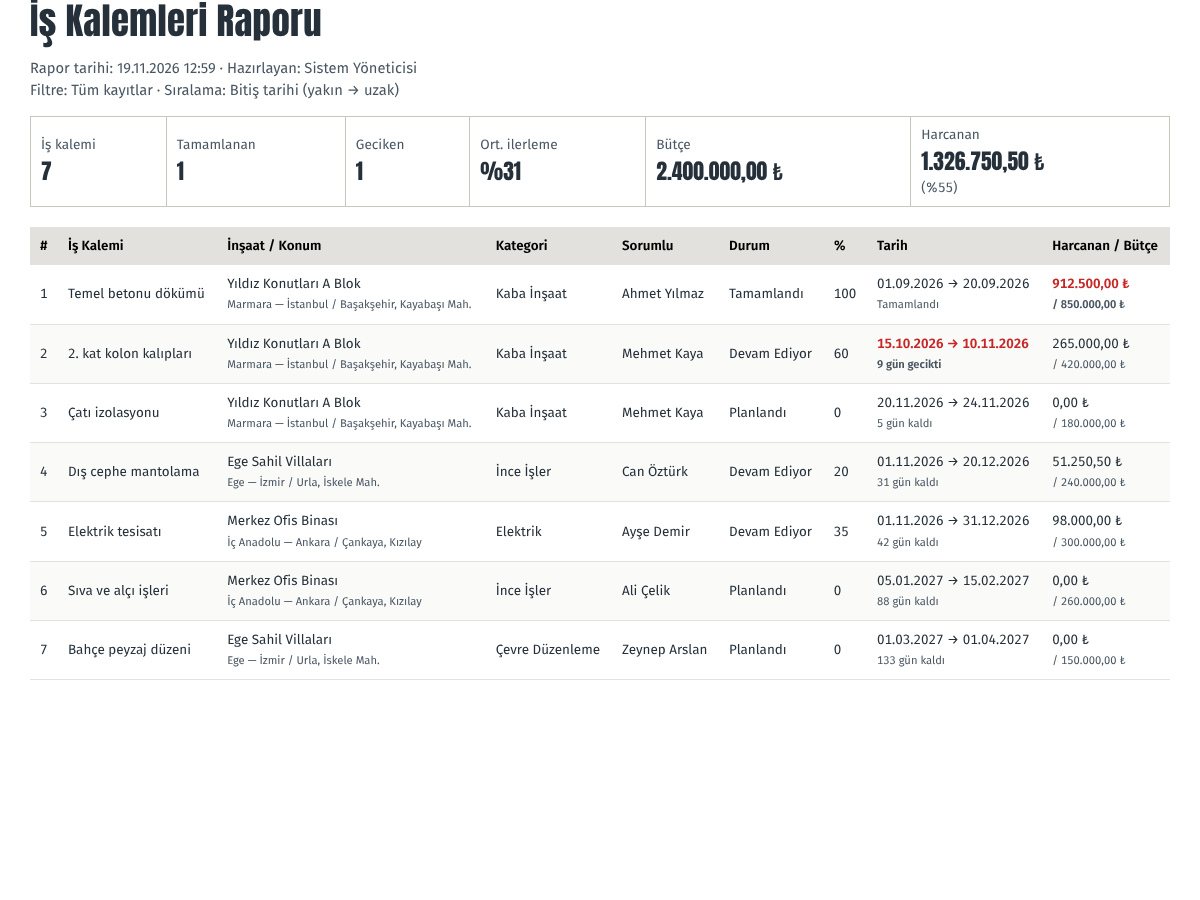 İş Kalemleri Raporu
Rapor tarihi: 19.11.2026 12:59 · Hazırlayan: Sistem Yöneticisi
Filtre: Tüm kayıtlar · Sıralama: Bitiş tarihi (yakın → uzak)
İş kalemi
7
Tamamlanan
1
Geciken
1
Ort. ilerleme
%31
Bütçe
2.400.000,00 ₺
Harcanan
1.326.750,50 ₺
(%55)
# İş Kalemi İnşaat / Konum Kategori Sorumlu Durum % Tarih Harcanan / Bütçe
1 Temel betonu dökümü Yıldız Konutları A Blok Kaba İnşaat Ahmet Yılmaz Tamamlandı 100 01.09.2026 → 20.09.2026 912.500,00 ₺
Marmara — İstanbul / Başakşehir, Kayabaşı Mah. Tamamlandı / 850.000,00 ₺
2 2. kat kolon kalıpları Yıldız Konutları A Blok Kaba İnşaat Mehmet Kaya Devam Ediyor 60 15.10.2026 → 10.11.2026 265.000,00 ₺
Marmara — İstanbul / Başakşehir, Kayabaşı Mah. 9 gün gecikti / 420.000,00 ₺
3 Çatı izolasyonu Yıldız Konutları A Blok Kaba İnşaat Mehmet Kaya Planlandı 0 20.11.2026 → 24.11.2026 0,00 ₺
Marmara — İstanbul / Başakşehir, Kayabaşı Mah. 5 gün kaldı / 180.000,00 ₺
4 Dış cephe mantolama Ege Sahil Villaları İnce İşler Can Öztürk Devam Ediyor 20 01.11.2026 → 20.12.2026 51.250,50 ₺
Ege — İzmir / Urla, İskele Mah. 31 gün kaldı / 240.000,00 ₺
5 Elektrik tesisatı Merkez Ofis Binası Elektrik Ayşe Demir Devam Ediyor 35 01.11.2026 → 31.12.2026 98.000,00 ₺
İç Anadolu — Ankara / Çankaya, Kızılay 42 gün kaldı / 300.000,00 ₺
6 Sıva ve alçı işleri Merkez Ofis Binası İnce İşler Ali Çelik Planlandı 0 05.01.2027 → 15.02.2027 0,00 ₺
İç Anadolu — Ankara / Çankaya, Kızılay 88 gün kaldı / 260.000,00 ₺
7 Bahçe peyzaj düzeni Ege Sahil Villaları Çevre Düzenleme Zeynep Arslan Planlandı 0 01.03.2027 → 01.04.2027 0,00 ₺
Ege — İzmir / Urla, İskele Mah. 133 gün kaldı / 150.000,00 ₺